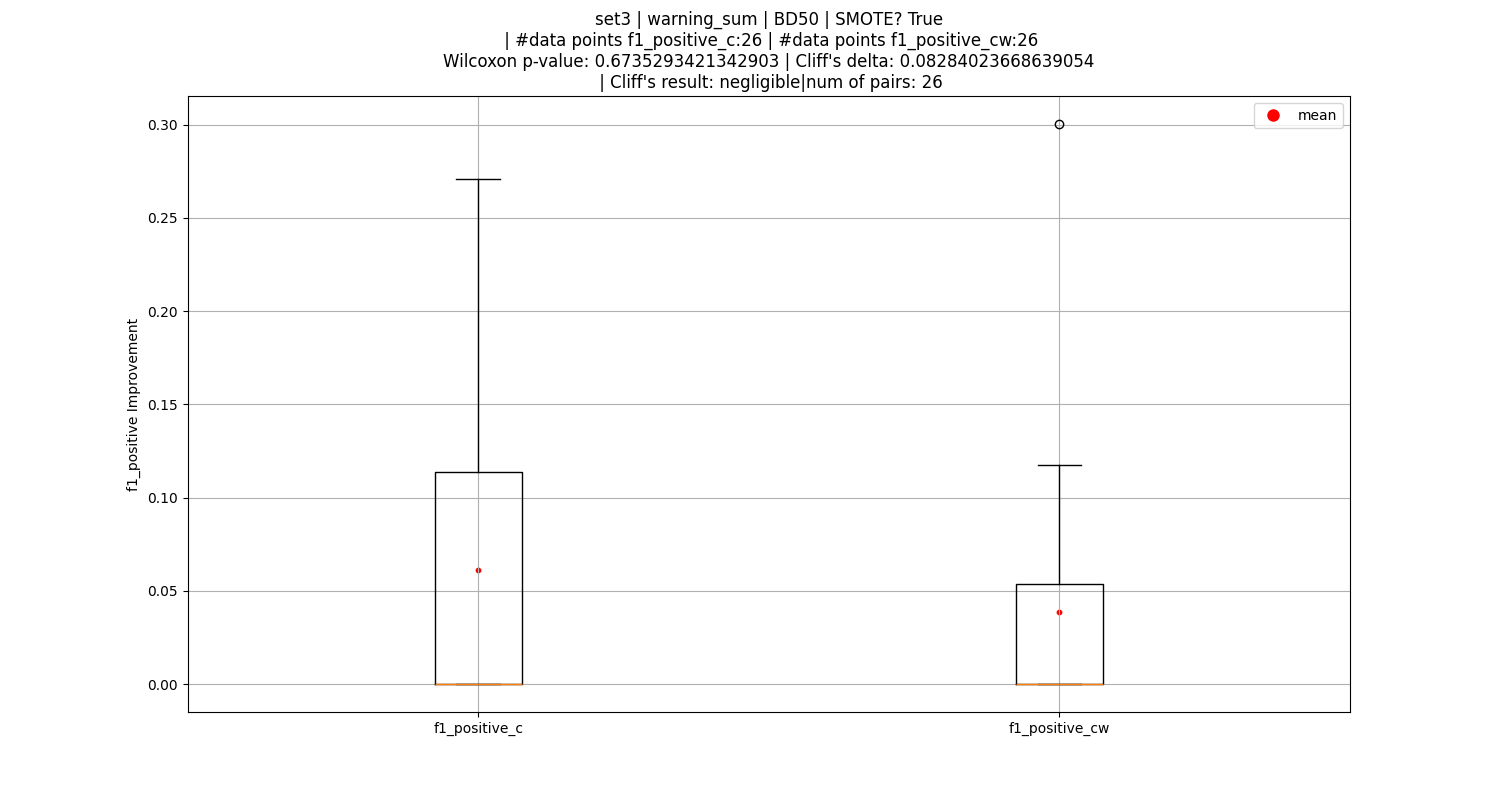 set3 | warning_sum | BD50 | SMOTE? True
| #data points f1_positive_c:26 | #data points f1_positive_cw:26
Wilcoxon p-value: 0.6735293421342903 | Cliff's delta: 0.08284023668639054
| Cliff's result: negligible|num of pairs: 26
mean
0.30
0.25
0.20
0.15
0.10
0.05
0.00
f1_positive Improvement
f1_positive_c
f1_positive_cw